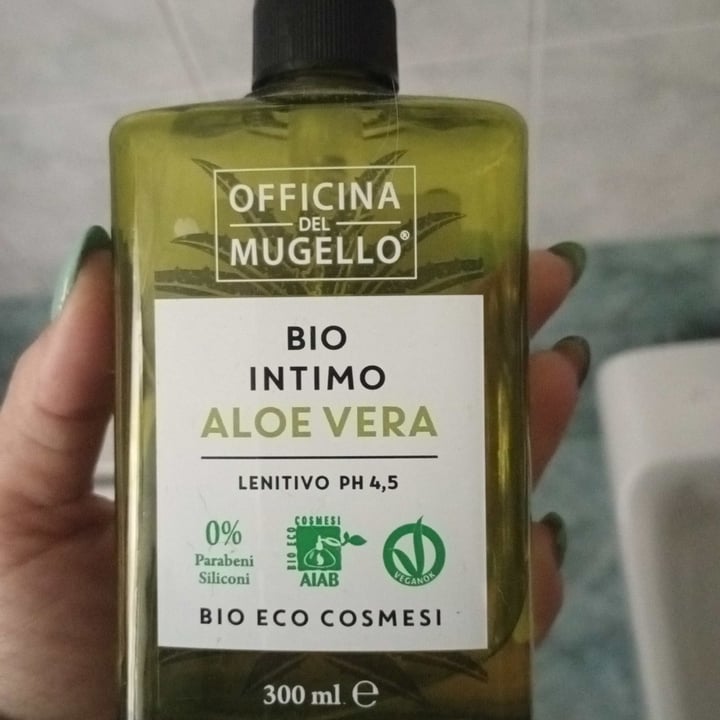 OFFICINA
DEL
MUGELLO®
BIO
INTIMO
ALOE VERA
LENITIVO PH 4,5
0%
Parabeni
Siliconi
BIO ECO COSMESI
AIAB
VEGANOK
BIO ECO COSMESI
300 ml ℮